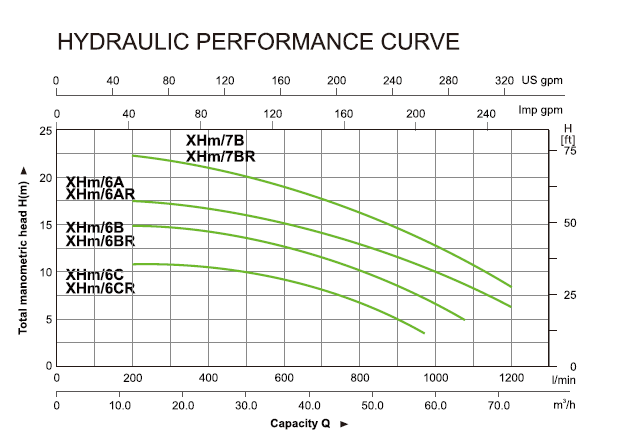 HYDRAULIC PERFORMANCE CURVE
0 40 80 120 160 200 240 280 320 US gpm
0 40 80 120 160 200 240 Imp gpm
H
[ft]
25 20 15 10 5 0
75 50 25 0
XHm/7B
XHm/7BR
XHm/6A
XHm/6AR
XHm/6B
XHm/6BR
XHm/6C
XHm/6CR
Total manometric head H(m) ►
0 200 400 600 800 1000 1200 l/min
0 10.0 20.0 30.0 40.0 50.0 60.0 70.0 m³/h
Capacity Q ►